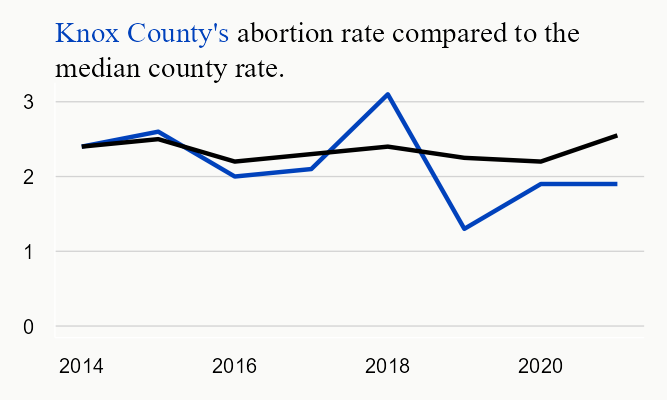 Knox County's abortion rate compared to the
median county rate.
3
2
1
0
2014 2016 2018 2020